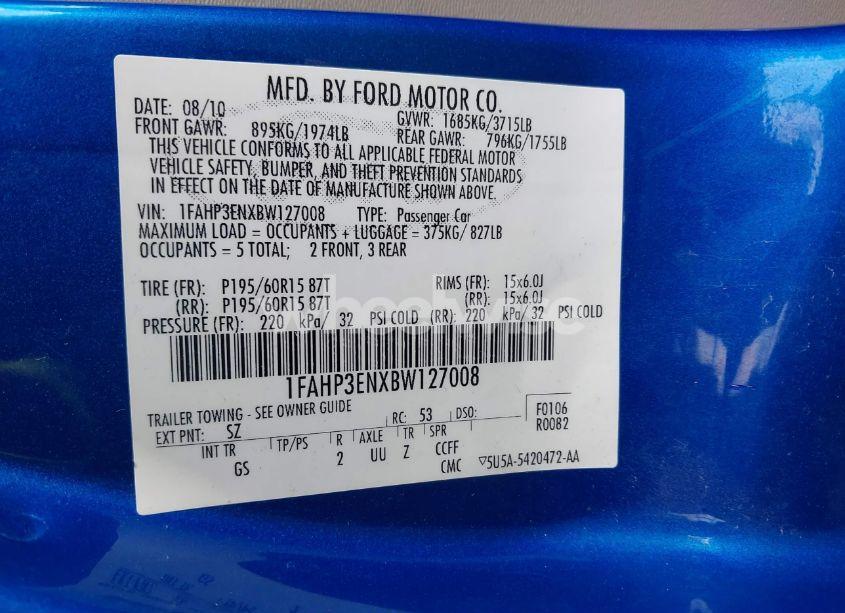 MFD. BY FORD MOTOR CO.
DATE: 08/10 GVWR: 1685KG/3715LB
FRONT GAWR: 895KG/1974LB REAR GAWR: 796KG/1755LB
THIS VEHICLE CONFORMS TO ALL APPLICABLE FEDERAL MOTOR
VEHICLE SAFETY, BUMPER, AND THEFT PREVENTION STANDARDS
IN EFFECT ON THE DATE OF MANUFACTURE SHOWN ABOVE.
VIN: 1FAHP3ENXBW127008 TYPE: Passenger Car
MAXIMUM LOAD = OCCUPANTS + LUGGAGE = 375KG/ 827LB
OCCUPANTS = 5 TOTAL; 2 FRONT, 3 REAR
TIRE (FR): P195/60R15 87T RIMS (FR): 15x6.0J
(RR): P195/60R15 87T (RR): 15x6.0J
PRESSURE (FR): 220 kPa/ 32 PSI COLD (RR): 220 kPa/ 32 PSI COLD
1FAHP3ENXBW127008
TRAILER TOWING - SEE OWNER GUIDE
EXT PNT: SZ RC: 53 DSO: F0106
R0082
INT TR TP/PS R AXLE TR SPR
GS 2 UU Z CCFF
CMC ▽5U5A-5420472-AA